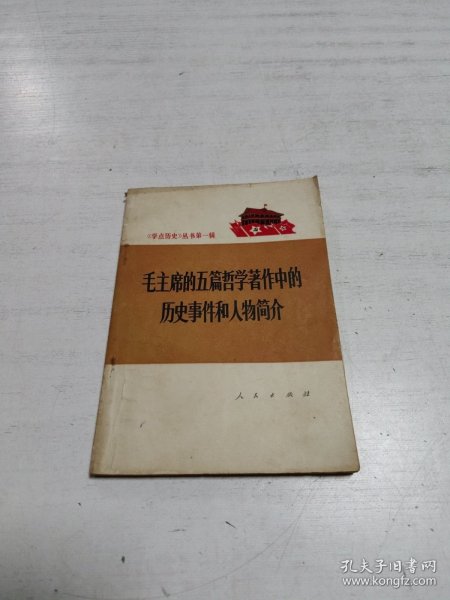 《学点历史》丛书第一辑
毛主席的五篇哲学著作中的
历史事件和人物简介
人民出版社
孔夫子旧书网
www.kongfz.com